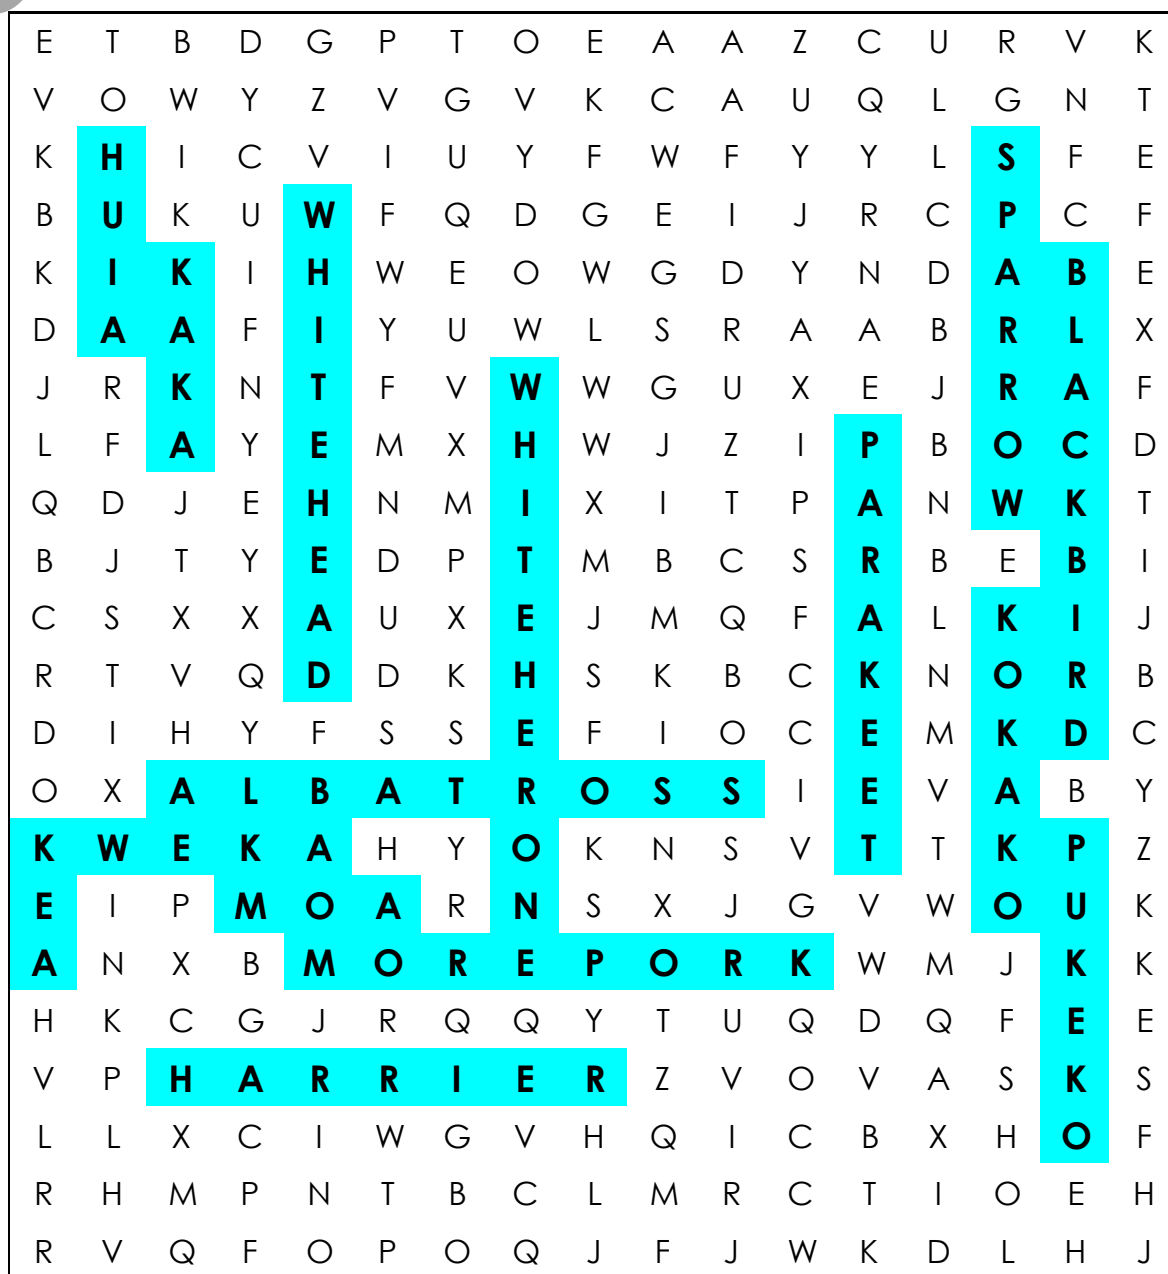 E T B D G P T O E A A Z C U R V K
V O W Y Z V G V K C A U Q L G N T
K H I C V I U Y F W F Y Y L S F E
B U K U W F Q D G E I J R C P C F
K I K I H W E O W G D Y N D A B E
D A A F I Y U W L S R A A B R L X
J R K N T F V W W G U X E J R A F
L F A Y E M X H W J Z I P B O C D
Q D J E H N M I X I T P A N W K T
B J T Y E D P T M B C S R B E B I
C S X X A U X E J M Q F A L K I J
R T V Q D D K H S K B C K N O R B
D I H Y F S S E F I O C E M K D C
O X A L B A T R O S S I E V A B Y
K W E K A H Y O K N S V T T K P Z
E I P M O A R N S X J G V W O U K
A N X B M O R E P O R K W M J K K
H K C G J R Q Q Y T U Q D Q F E E
V P H A R R I E R Z V O V A S K S
L L X C I W G V H Q I C B X H O F
R H M P N T B C L M R C T I O E H
R V Q F O P O Q J F J W K D L H J